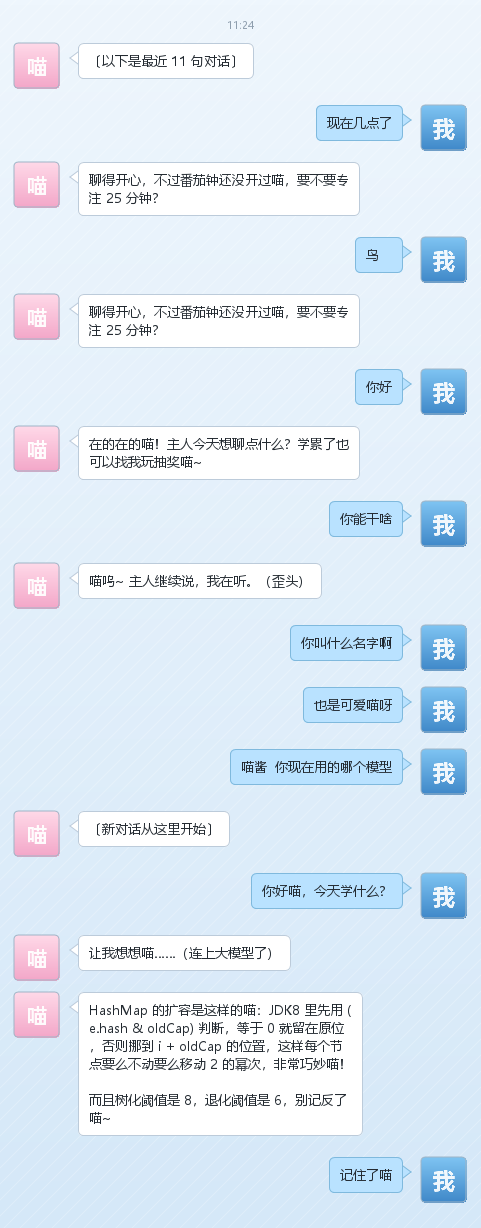 11:24
喵
〔以下是最近 11 句对话〕
现在几点了
我
喵
聊得开心，不过番茄钟还没开过喵，要不要专
注 25 分钟？
鸟
我
喵
聊得开心，不过番茄钟还没开过喵，要不要专
注 25 分钟？
你好
我
喵
在的在的喵！主人今天想聊点什么？学累了也
可以找我玩抽奖喵~
你能干啥
我
喵
喵呜~ 主人继续说，我在听。（歪头）
你叫什么名字啊
我
也是可爱喵呀
我
喵酱  你现在用的哪个模型
我
喵
〔新对话从这里开始〕
你好喵，今天学什么？
我
喵
让我想想喵……（连上大模型了）
喵
HashMap 的扩容是这样的喵：JDK8 里先用 (
e.hash & oldCap) 判断，等于 0 就留在原位
，否则挪到 i + oldCap 的位置，这样每个节
点要么不动要么移动 2 的幂次，非常巧妙喵！
而且树化阈值是 8，退化阈值是 6，别记反了
喵~
记住了喵
我